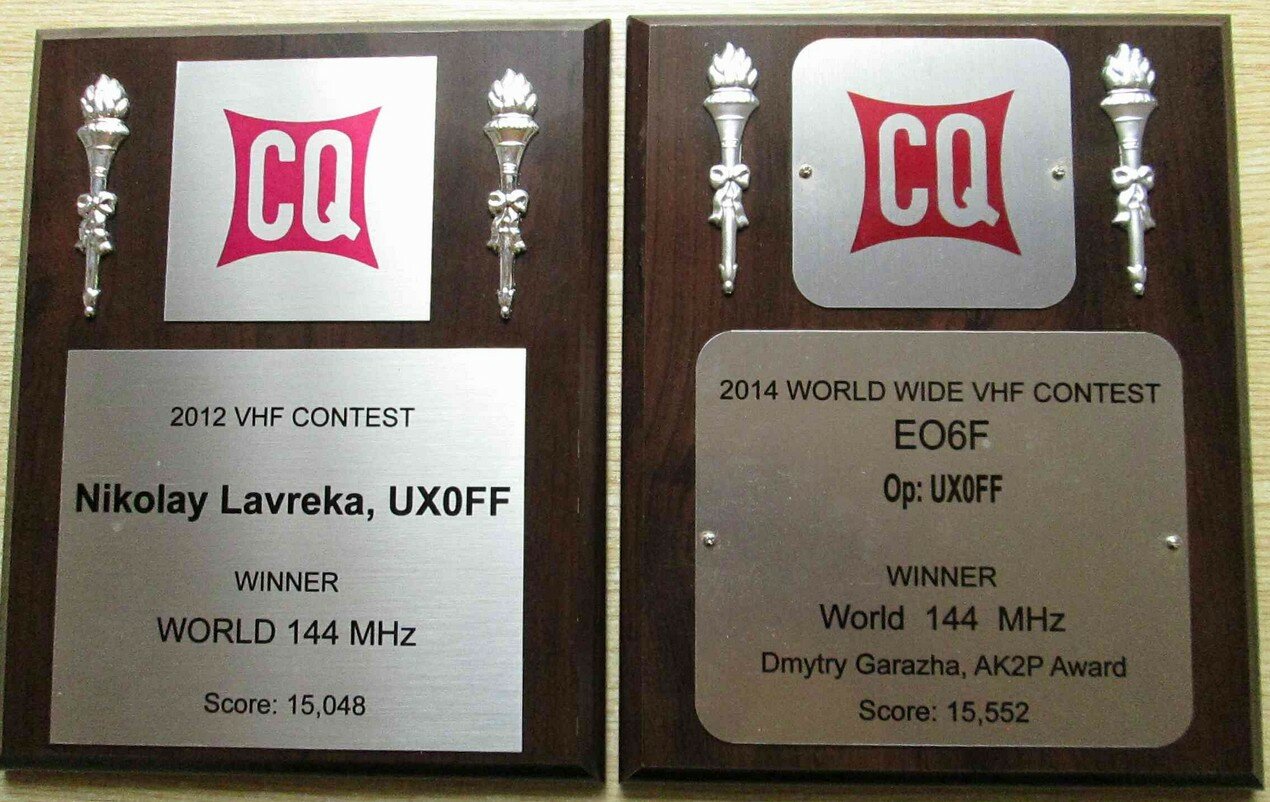 CQ
2012 VHF CONTEST
Nikolay Lavreka, UX0FF
WINNER
WORLD 144 MHz
Score: 15,048
CQ
2014 WORLD WIDE VHF CONTEST
EO6F
Op: UX0FF
WINNER
World 144 MHz
Dmytry Garazha, AK2P Award
Score: 15,552